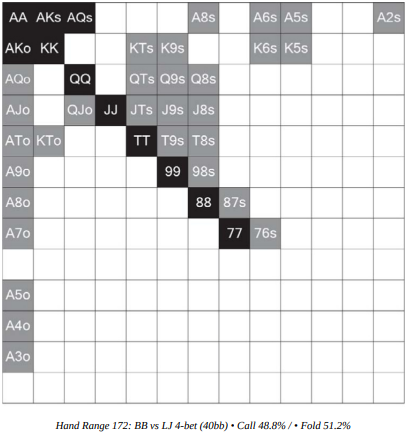 AA AKs AQs A8s A6s A5s A2s
AKo KK KTs K9s K6s K5s
AQo QQ QTs Q9s Q8s
AJo QJo JJ JTs J9s J8s
ATo KTo TT T9s T8s
A9o 99 98s
A8o 88 87s
A7o 77 76s
A5o
A4o
A3o
Hand Range 172: BB vs LJ 4-bet (40bb) • Call 48.8% / • Fold 51.2%